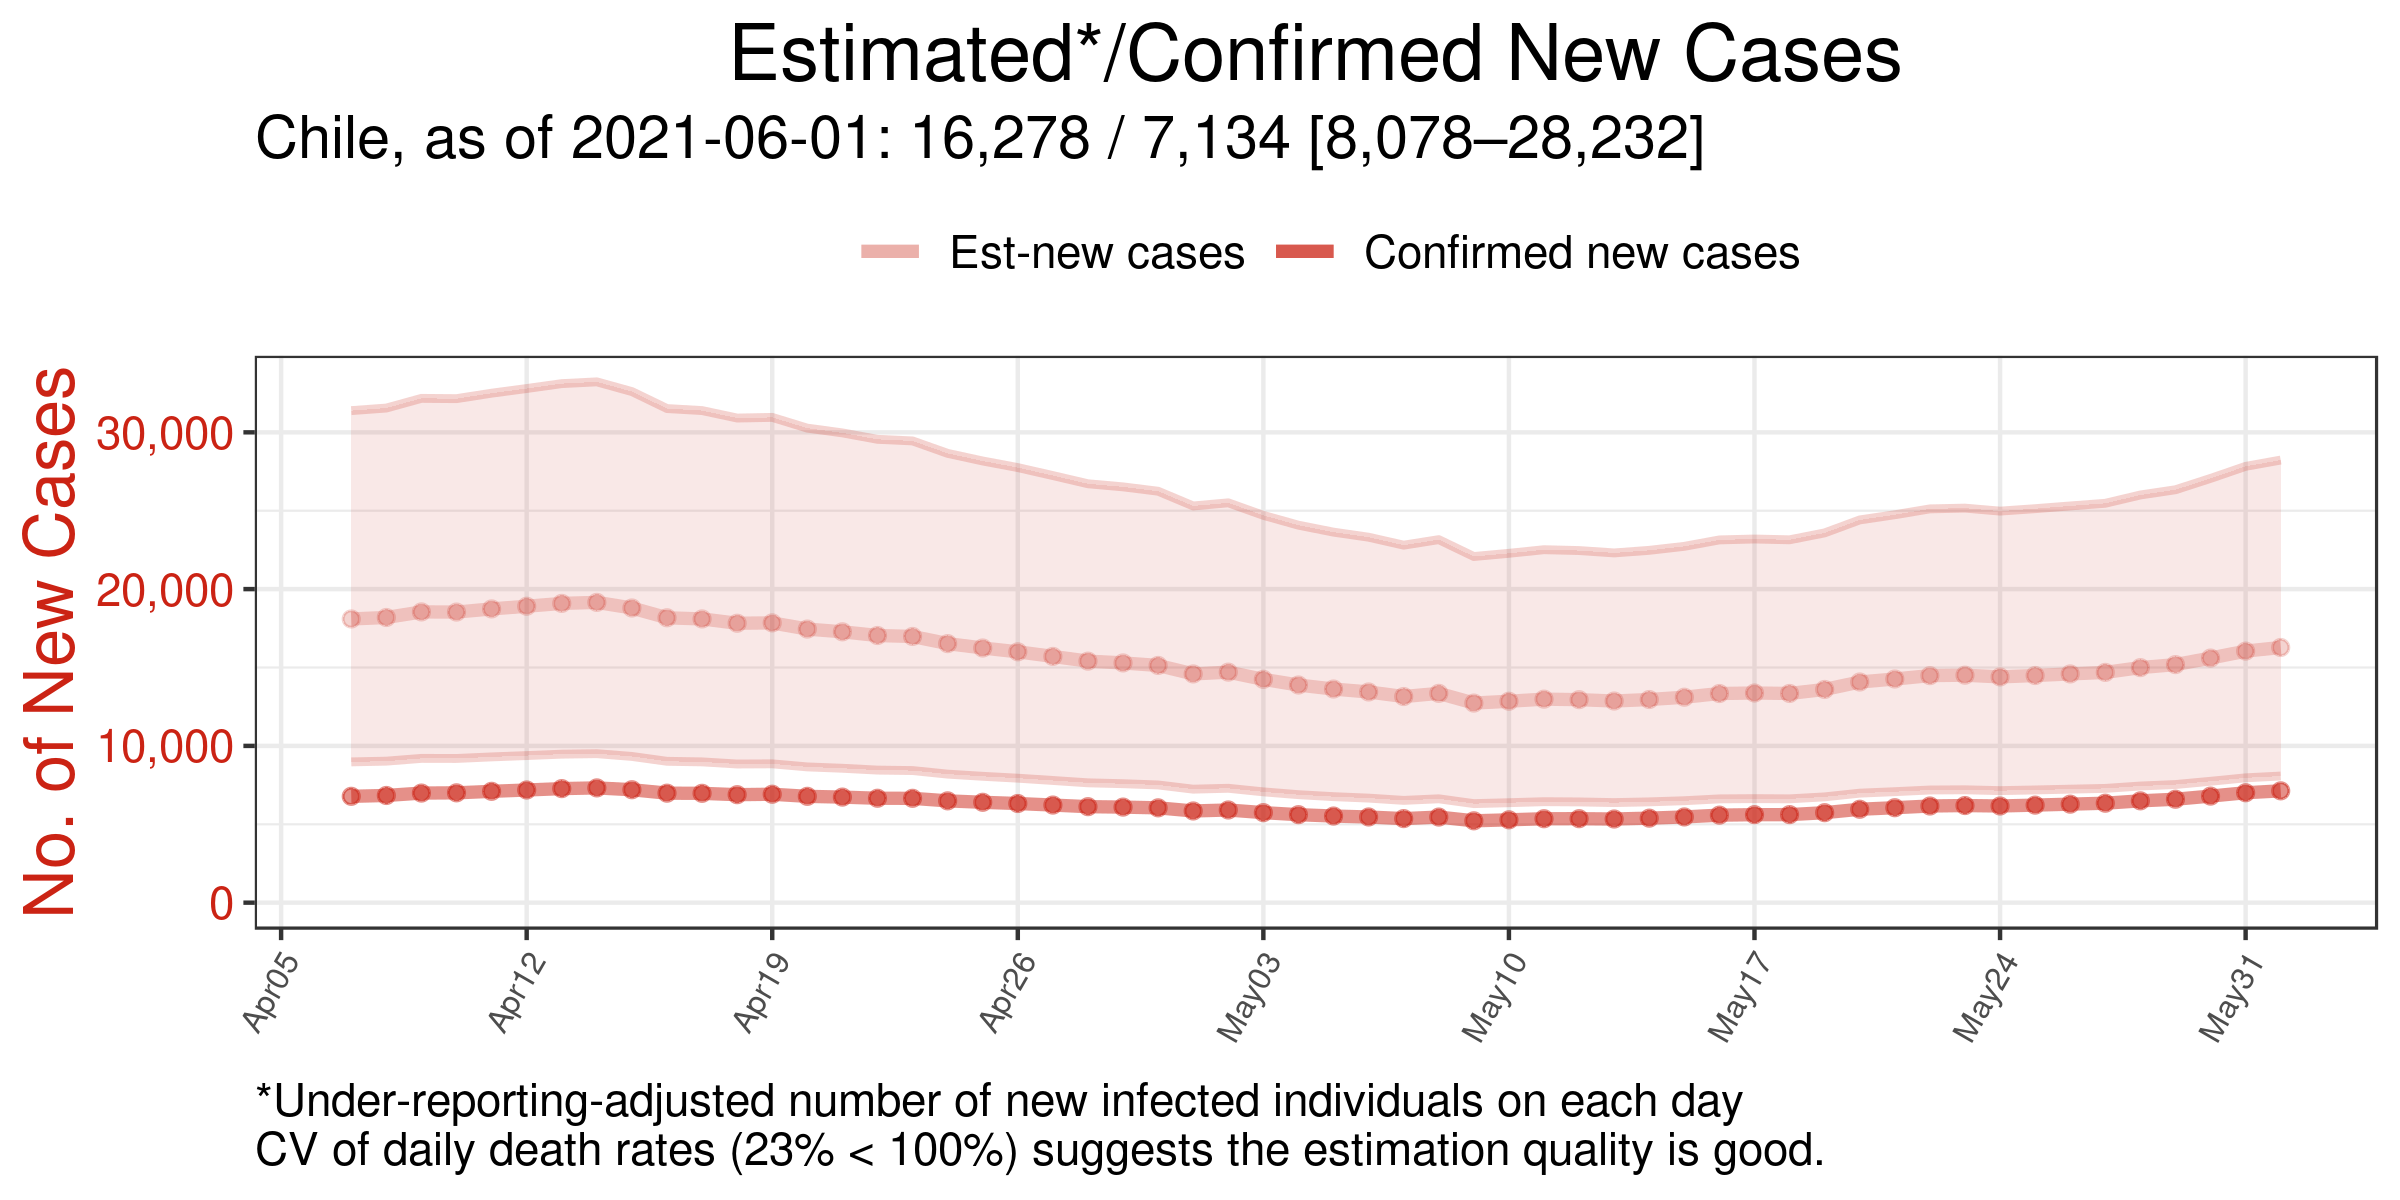 Estimated*/Confirmed New Cases
Chile, as of 2021-06-01: 16,278 / 7,134 [8,078–28,232]
Est-new cases
Confirmed new cases
No. of New Cases
30,000
20,000
10,000
0
Apr05
Apr12
Apr19
Apr26
May03
May10
May17
May24
May31
*Under-reporting-adjusted number of new infected individuals on each day
CV of daily death rates (23% < 100%) suggests the estimation quality is good.